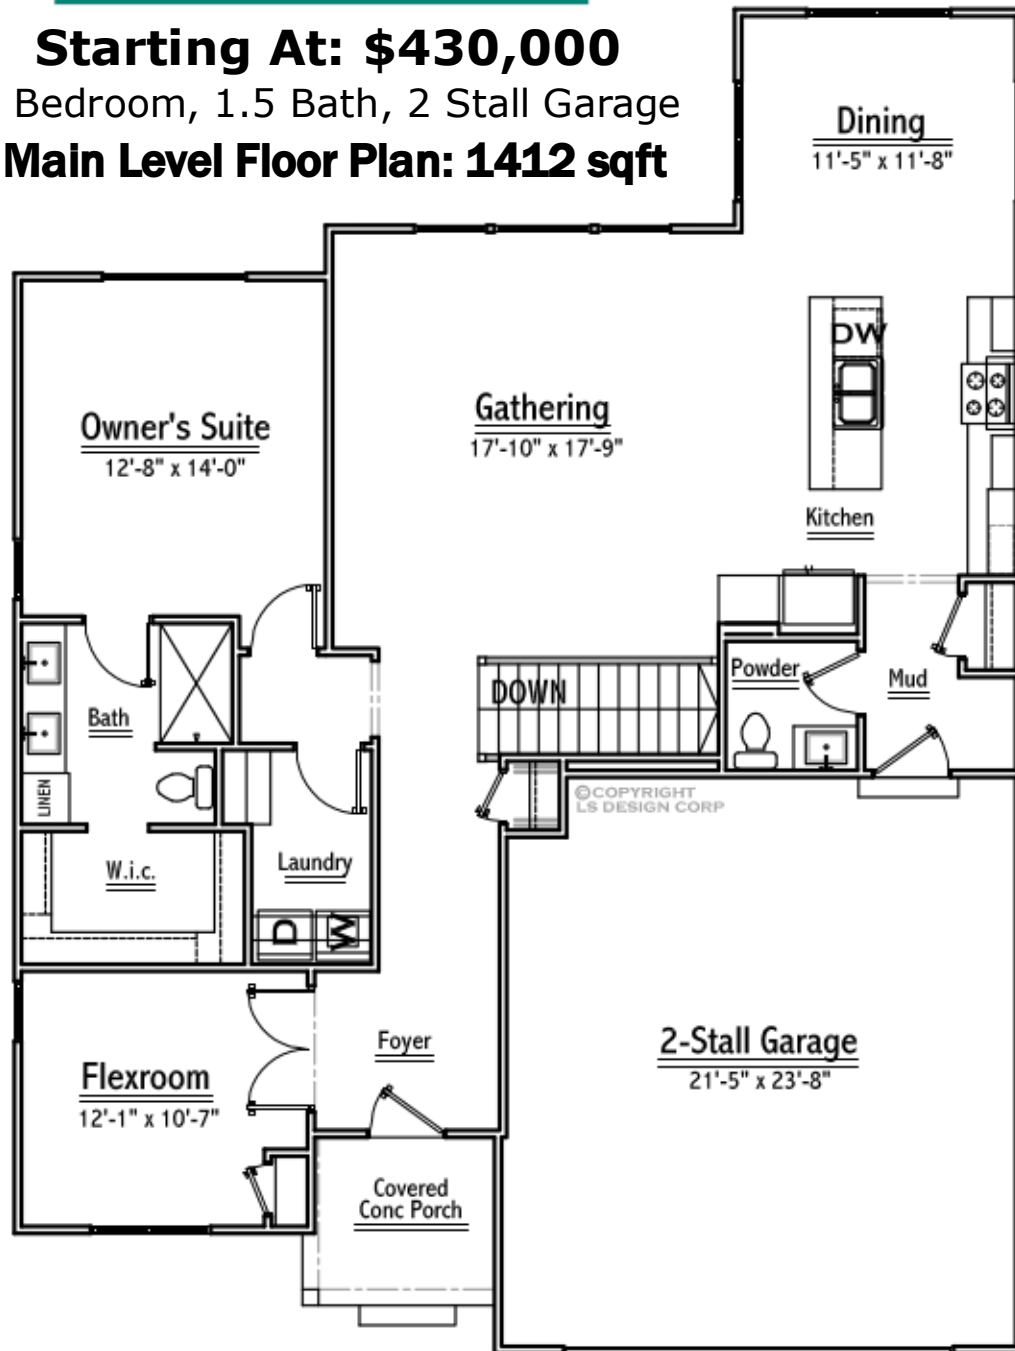 Starting At: $430,000
Bedroom, 1.5 Bath, 2 Stall Garage
Main Level Floor Plan: 1412 sqft
Dining
11'-5" x 11'-8"
DW
Gathering
17'-10" x 17'-9"
Owner's Suite
12'-8" x 14'-0"
Kitchen
Powder
Mud
DOWN
Bath
LINEN
©COPYRIGHT
LS DESIGN CORP
W.i.c.
Laundry
D
W
Foyer
2-Stall Garage
21'-5" x 23'-8"
Flexroom
12'-1" x 10'-7"
Covered
Conc Porch